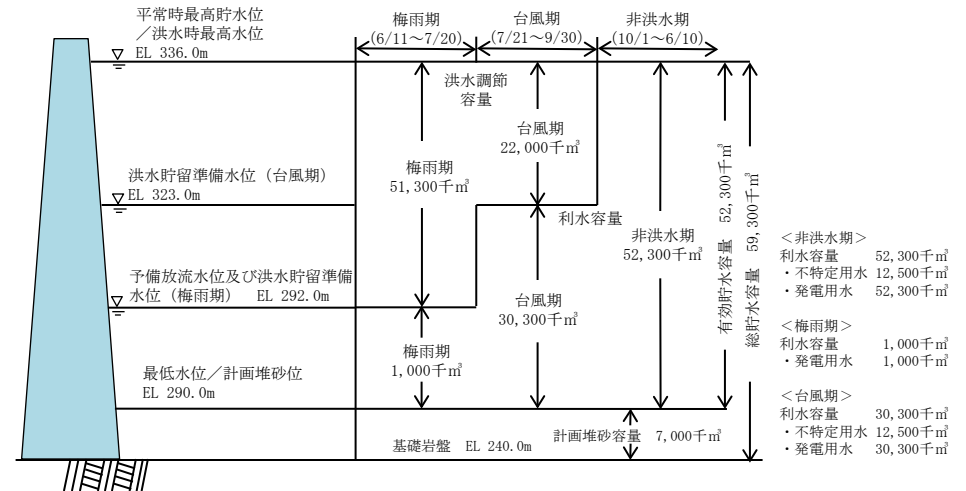 平常時最高貯水位
／洪水時最高水位
EL 336.0m
梅雨期
(6/11～7/20)
台風期
(7/21～9/30)
非洪水期
(10/1～6/10)
洪水調節
容量
台風期
22,000千㎥
梅雨期
51,300千㎥
洪水貯留準備水位（台風期）
EL 323.0m
利水容量
非洪水期
52,300千㎥
有効貯水容量 52,300千㎥
総貯水容量 59,300千㎥
予備放流水位及び洪水貯留準備
水位（梅雨期） EL 292.0m
台風期
30,300千㎥
梅雨期
1,000千㎥
最低水位／計画堆砂位
EL 290.0m
計画堆砂容量 7,000千㎥
基礎岩盤 EL 240.0m
＜非洪水期＞
利水容量 52,300千㎥
・不特定用水 12,500千㎥
・発電用水 52,300千㎥
＜梅雨期＞
利水容量 1,000千㎥
・発電用水 1,000千㎥
＜台風期＞
利水容量 30,300千㎥
・不特定用水 12,500千㎥
・発電用水 30,300千㎥